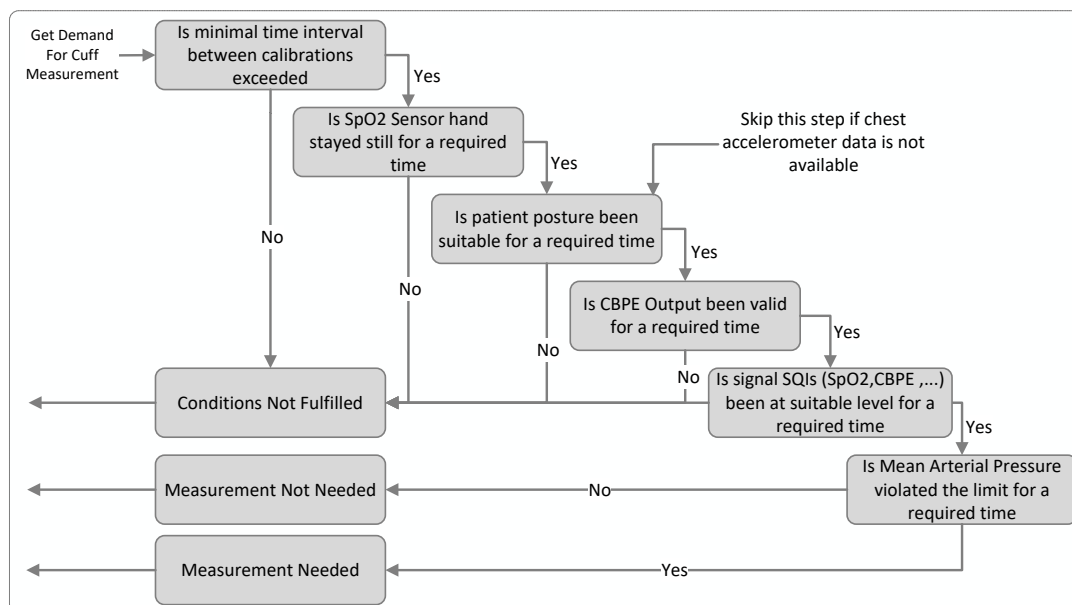 Get Demand
For Cuff
Measurement
Is minimal time interval
between calibrations
exceeded
Yes
Is SpO2 Sensor hand
stayed still for a required
time
Skip this step if chest
accelerometer data is not
available
Yes
Is patient posture been
suitable for a required time
No
Yes
No
Is CBPE Output been valid
for a required time
Yes
No
No
Is signal SQIs (SpO2,CBPE ,...)
been at suitable level for a
required time
Conditions Not Fulfilled
Yes
Is Mean Arterial Pressure
violated the limit for a
required time
Measurement Not Needed
No
Measurement Needed
Yes